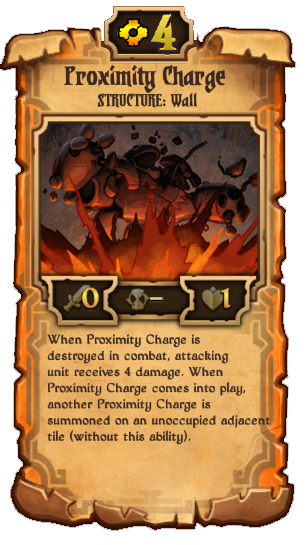 4
Proximity Charge
STRUCTURE: Wall
0 - 1
When Proximity Charge is
destroyed in combat, attacking
unit receives 4 damage. When
Proximity Charge comes into play,
another Proximity Charge is
summoned on an unoccupied adjacent
tile (without this ability).